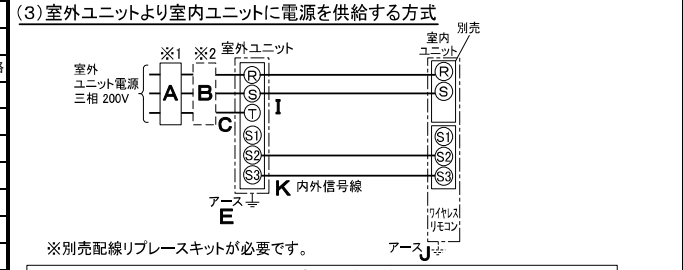 (3)室外ユニットより室内ユニットに電源を供給する方式
別売
※1 ※2 室外ユニット
室内
ユニット
室外
ユニット電源
三相 200V
A B
C
R
S
T
S1
S2
S3
I
R
S
S1
S2
S3
K 内外信号線
アース
E
ワイヤレス
リモコン
アース J
※別売配線リプレースキットが必要です。